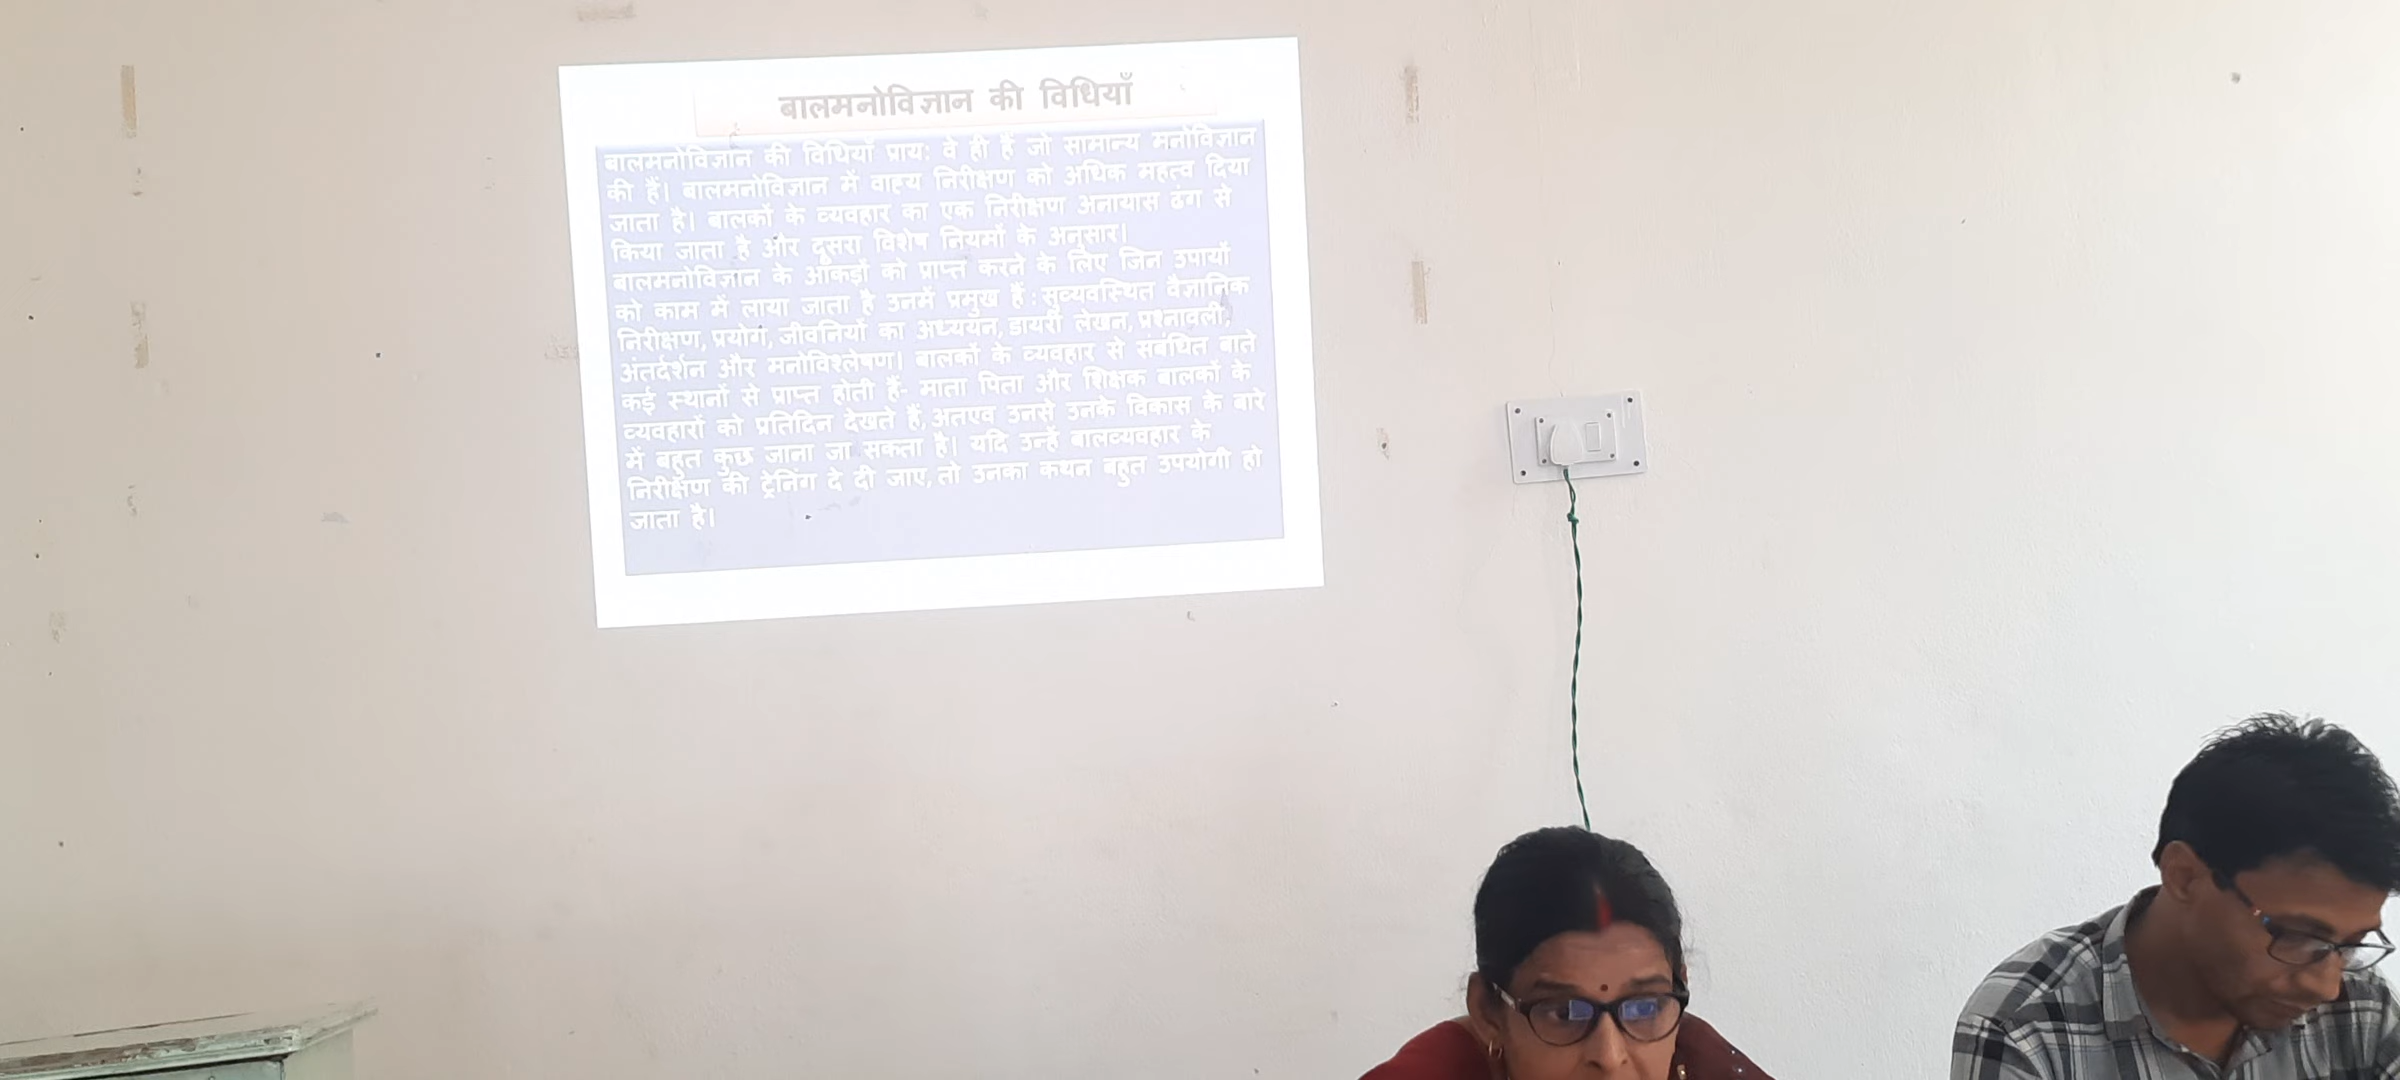 बालमनोविज्ञान की विधियाँ
बालमनोविज्ञान की विधियाँ प्राय: वे ही हैं जो सामान्य मनोविज्ञान
की हैं। बालमनोविज्ञान में वाह्य निरीक्षण को अधिक महत्व दिया
जाता है। बालकों के व्यवहार का एक निरीक्षण अनायास ढंग से
किया जाता है और दूसरा विशेष नियमों के अनुसार।
बालमनोविज्ञान के आँकड़ों को प्राप्त करने के लिए जिन उपायों
को काम में लाया जाता है उनमें प्रमुख हैं : सुव्यवस्थित वैज्ञानिक
निरीक्षण, प्रयोग, जीवनियों का अध्ययन, डायरी लेखन, प्रश्नावली,
अंतर्दर्शन और मनोविश्लेषण। बालकों के व्यवहार से संबंधित बाते
कई स्थानों से प्राप्त होती हैं- माता पिता और शिक्षक बालकों के
व्यवहारों को प्रतिदिन देखते हैं, अतएव उनसे उनके विकास के बारे
में बहुत कुछ जाना जा सकता है। यदि उन्हें बालव्यवहार के
निरीक्षण की ट्रेनिंग दे दी जाए, तो उनका कथन बहुत उपयोगी हो
जाता है।